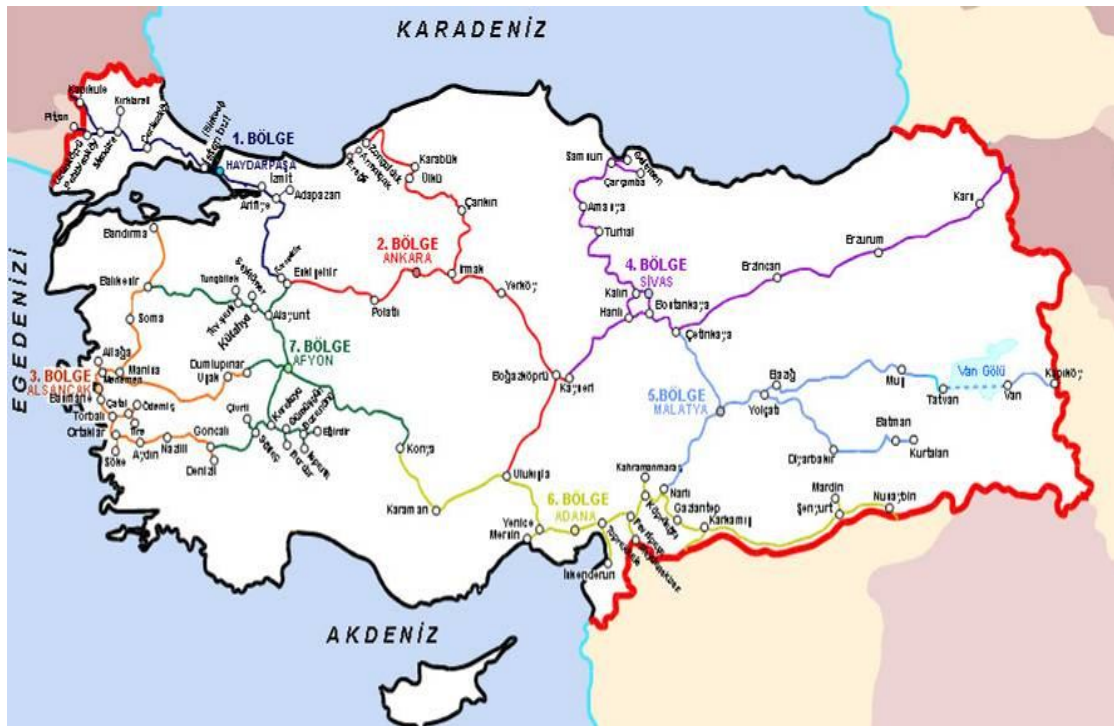 KARADENİZ
Kapıkule
Kırklareli
Pityon
1. BÖLGE
HAYDARPAŞA
İzmit
Adapazarı
Arifiye
Zonguldak
Karabük
Ülkü
Çankırı
Samsun
Çarşamba
Amasya
Turhal
Kars
Erzurum
Erzincan
EGEDENİZİ
Bandırma
2. BÖLGE
ANKARA
Irmak
Yerköy
Eskişehir
Polatlı
4. BÖLGE
SİVAS
Kalın
Hanlı
Bostankaya
Çetinkaya
Balıkesir
Tunçbilek
Alayunt
Kütahya
Soma
Aliağa
Manisa
Menemen
3. BÖLGE
ALSANCAK
Dumlupınar
Uşak
7. BÖLGE
AFYON
Boğazköprü
Kayseri
5.BÖLGE
MALATYA
Elazığ
Yolçatı
Muş
Tatvan
Van Gölü
Van
Kapıköy
Batman
Kurtalan
Diyarbakır
Çatal
Ödemiş
Tire
Torbalı
Ortaklar
Söke
Aydın
Nazilli
Goncalı
Denizli
Eğirdir
Konya
Karaman
Ulukışla
6. BÖLGE
ADANA
Yenice
Mersin
Kahramanmaraş
Narlı
Köprüağzı
Gaziantep
Karkamış
Mardin
Şenyurt
Nusaybin
İskenderun
AKDENİZ